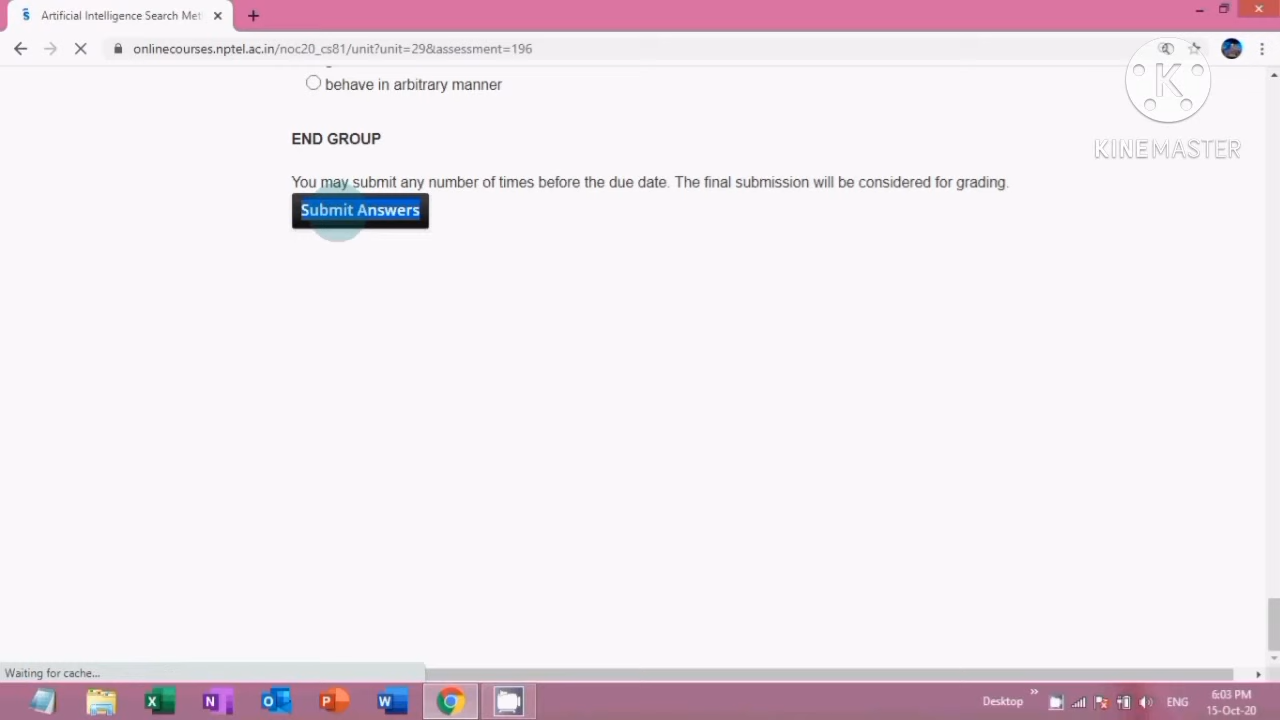 Artificial Intelligence Search Met
onlinecourses.nptel.ac.in/noc20_cs81/unit?unit=29&assessment=196
K
KINEMASTER
behave in arbitrary manner
END GROUP
You may submit any number of times before the due date. The final submission will be considered for grading.
Submit Answers
Waiting for cache...
Desktop
ENG
6:03 PM
15-Oct-20